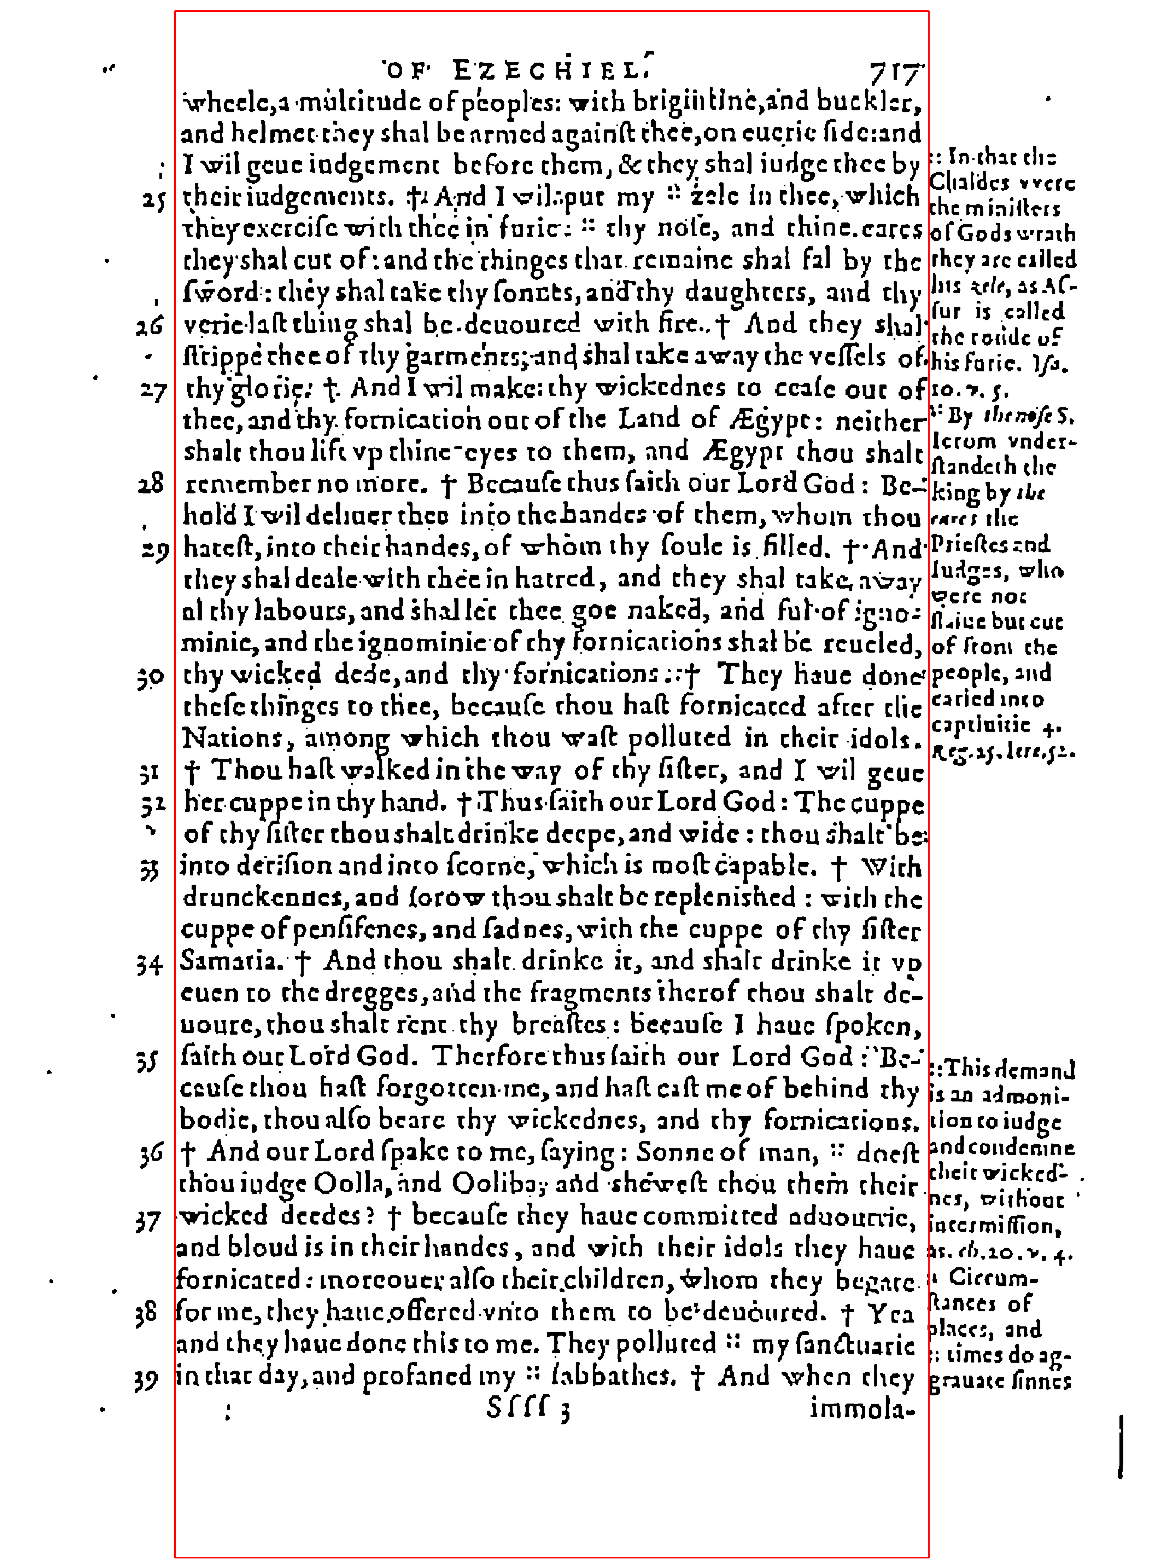 OF EZECHIEL. 717
wheele, a multitude of peoples: with brigintine, and buckler,
and helmet they shal be armed againſt thee, on euerie ſide: and
I wil geue iudgement before them, & they shal iudge thee by
25 their iudgements. † And I wil put my :: zele in thee, which
they exerciſe with thee in furie: :: thy noſe, and thine eares
they shal cut of: and the thinges that remaine shal fal by the
ſword: they shal take thy ſonnes, and thy daughters, and thy
26 verie laſt thing shal be deuoured with fire. † And they shal
ſtrippe thee of thy garments, and shal take away the veſſels of
27 thy glorie. † And I wil make thy wickednes to ceaſe out of
thee, and thy fornication out of the Land of Ægypt: neither
shalt thou lift vp thine eyes to them, and Ægypt thou shalt
28 remember no more. † Becauſe thus ſaith our Lord God: Be-
hold I wil deliuer thee into the handes of them, whom thou
29 hateſt, into their handes, of whom thy ſoule is filled. † And
they shal deale with thee in hatred, and they shal take away
al thy labours, and shal let thee goe naked, and ful of igno-
minie, and the ignominie of thy fornications shal be reueled,
30 thy wicked dede, and thy fornications. † They haue done
theſe thinges to thee, becauſe thou haſt fornicated after the
Nations, among which thou waſt polluted in their idols.
31 † Thou haſt walked in the way of thy ſiſter, and I wil geue
32 her cuppe in thy hand. † Thus ſaith our Lord God: The cuppe
of thy ſiſter thou shalt drinke deepe, and wide: thou shalt be
33 into deriſion and into ſcorne, which is moſt capable. † With
drunckennes, and ſorow thou shalt be replenished: with the
cuppe of penſifenes, and ſadnes, with the cuppe of thy ſiſter
34 Samaria. † And thou shalt drinke it, and shalt drinke it vp
euen to the dregges, and the fragments therof thou shalt de-
uoure, thou shalt rent thy breaſtes: becauſe I haue ſpoken,
35 ſaith our Lord God. Therfore thus ſaith our Lord God: Be-
cauſe thou haſt forgotten me, and haſt caſt me of behind thy
bodie, thou alſo beare thy wickednes, and thy fornications.
36 † And our Lord ſpake to me, ſaying: Sonne of man, :: doeſt
thou iudge Oolla, and Ooliba, and sheweſt thou them their
37 wicked deedes? † becauſe they haue committed aduoutrie,
and bloud is in their handes, and with their idols they haue
fornicated: moreouer alſo their children, whom they begate
38 for me, they haue offered vnto them to be deuoured. † Yea
and they haue done this to me. They polluted :: my ſanctuarie
39 in that day, and profaned my :: ſabbathes. † And when they
Sſſſ 3 immola-
:: In that the
Chaldes vvere
the miniſters
of Gods wrath
they are called
his zele, as Aſ-
ſur is called
the rodde of
his furie. Iſa.
10. v. 5.
:: By the noſe S.
Ierom vnder-
ſtandeth the
king by the
eares the
Prieſtes and
Iudges, who
were not
ſlaine but cut
of from the
people, and
caried into
captiuitie 4.
Reg. 25. Iere. 52.
:: This demand
is an admoni-
tion to iudge
and condemne
their wicked-
nes, without
intermiſſion,
as. ch. 20. v. 4.
:: Circum-
ſtances of
places, and
:: times do ag-
grauate ſinnes